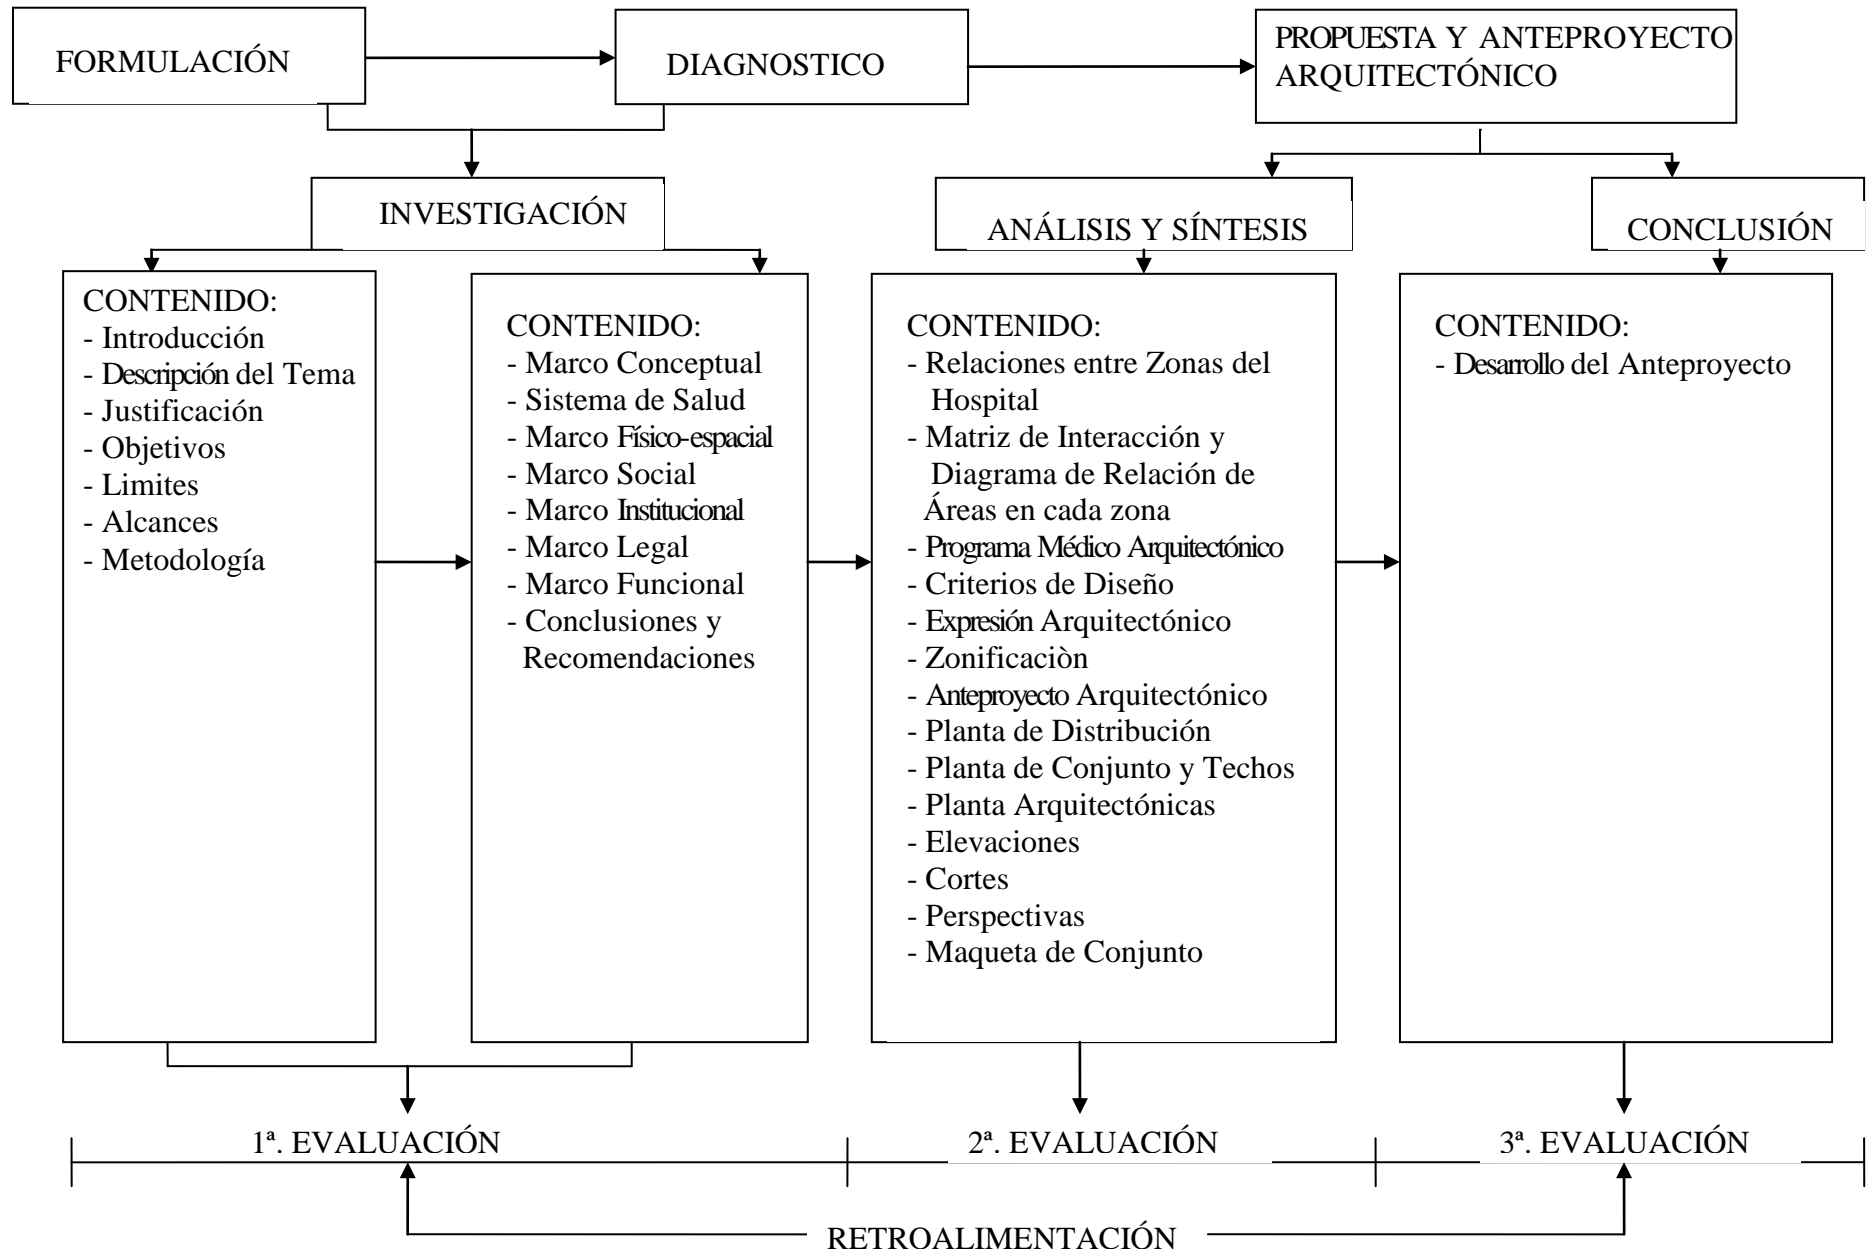 FORMULACIÓN
DIAGNOSTICO
PROPUESTA Y ANTEPROYECTO
ARQUITECTÓNICO
INVESTIGACIÓN
ANÁLISIS Y SÍNTESIS
CONCLUSIÓN
CONTENIDO:
- Introducción
- Descripción del Tema
- Justificación
- Objetivos
- Limites
- Alcances
- Metodología
CONTENIDO:
- Marco Conceptual
- Sistema de Salud
- Marco Físico-espacial
- Marco Social
- Marco Institucional
- Marco Legal
- Marco Funcional
- Conclusiones y
Recomendaciones
CONTENIDO:
- Relaciones entre Zonas del
Hospital
- Matriz de Interacción y
Diagrama de Relación de
Áreas en cada zona
- Programa Médico Arquitectónico
- Criterios de Diseño
- Expresión Arquitectónico
- Zonificaciòn
- Anteproyecto Arquitectónico
- Planta de Distribución
- Planta de Conjunto y Techos
- Planta Arquitectónicas
- Elevaciones
- Cortes
- Perspectivas
- Maqueta de Conjunto
CONTENIDO:
- Desarrollo del Anteproyecto
1ª. EVALUACIÓN
2ª. EVALUACIÓN
3ª. EVALUACIÓN
RETROALIMENTACIÓN